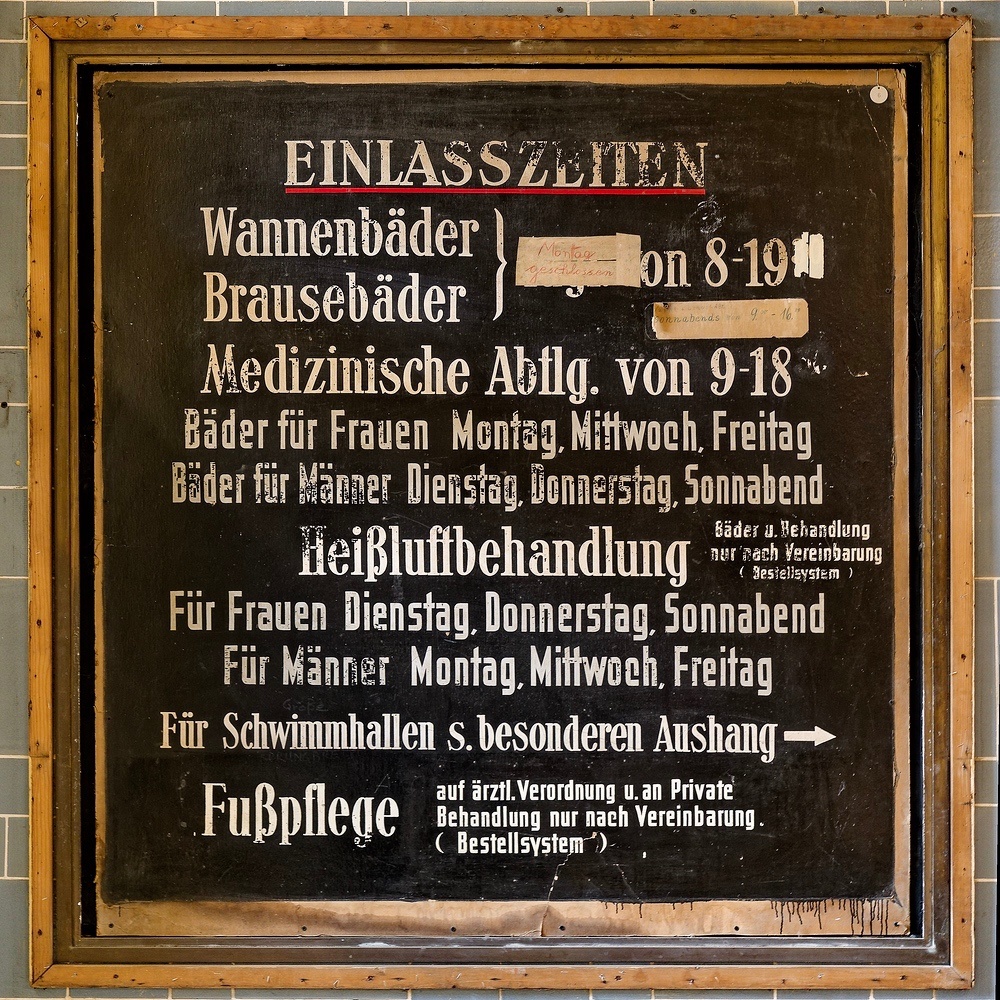 EINLASSZEITEN
Wannenbäder
Brausebäder
Montag
geschlossen
von 8-19
Sonnabends von 9 - 16
Medizinische Abtlg. von 9-18
Bäder für Frauen Montag, Mittwoch, Freitag
Bäder für Männer Dienstag, Donnerstag, Sonnabend
Heißluftbehandlung
Bäder u. Behandlung
nur nach Vereinbarung
( Bestellsystem )
Für Frauen Dienstag, Donnerstag, Sonnabend
Für Männer Montag, Mittwoch, Freitag
Für Schwimmhallen s. besonderen Aushang
Fußpflege
auf ärztl. Verordnung u. an Private
Behandlung nur nach Vereinbarung.
( Bestellsystem )